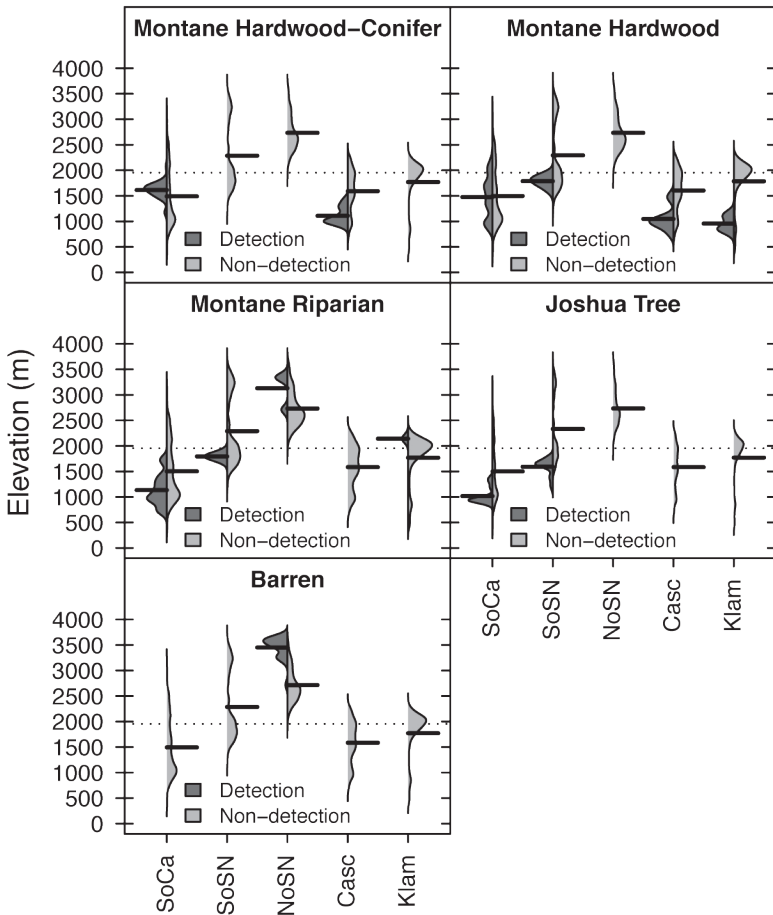 Montane Hardwood–Conifer
4000
3500
3000
2500
2000
1500
1000
500
0
Detection
Non−detection
Montane Hardwood
Detection
Non−detection
Elevation (m)
Montane Riparian
4000
3500
3000
2500
2000
1500
1000
500
0
Detection
Non−detection
Joshua Tree
Detection
Non−detection
SoCa
SoSN
NoSN
Casc
Klam
Barren
4000
3500
3000
2500
2000
1500
1000
500
0
Detection
Non−detection
SoCa
SoSN
NoSN
Casc
Klam